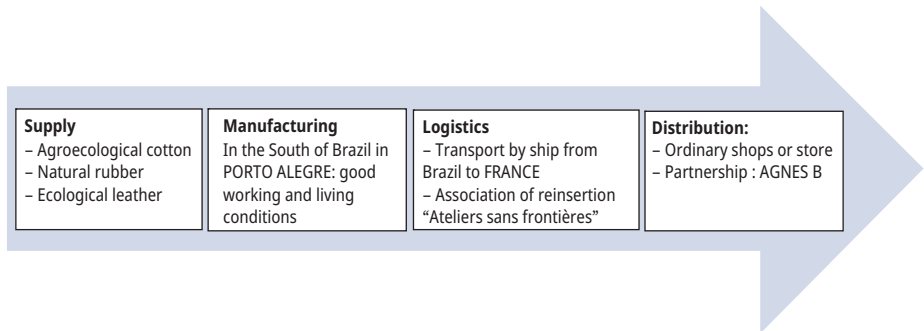 Supply
– Agroecological cotton
– Natural rubber
– Ecological leather
Manufacturing
In the South of Brazil in
PORTO ALEGRE: good
working and living
conditions
Logistics
– Transport by ship from
Brazil to FRANCE
– Association of reinsertion
“Ateliers sans frontières”
Distribution:
– Ordinary shops or store
– Partnership : AGNES B